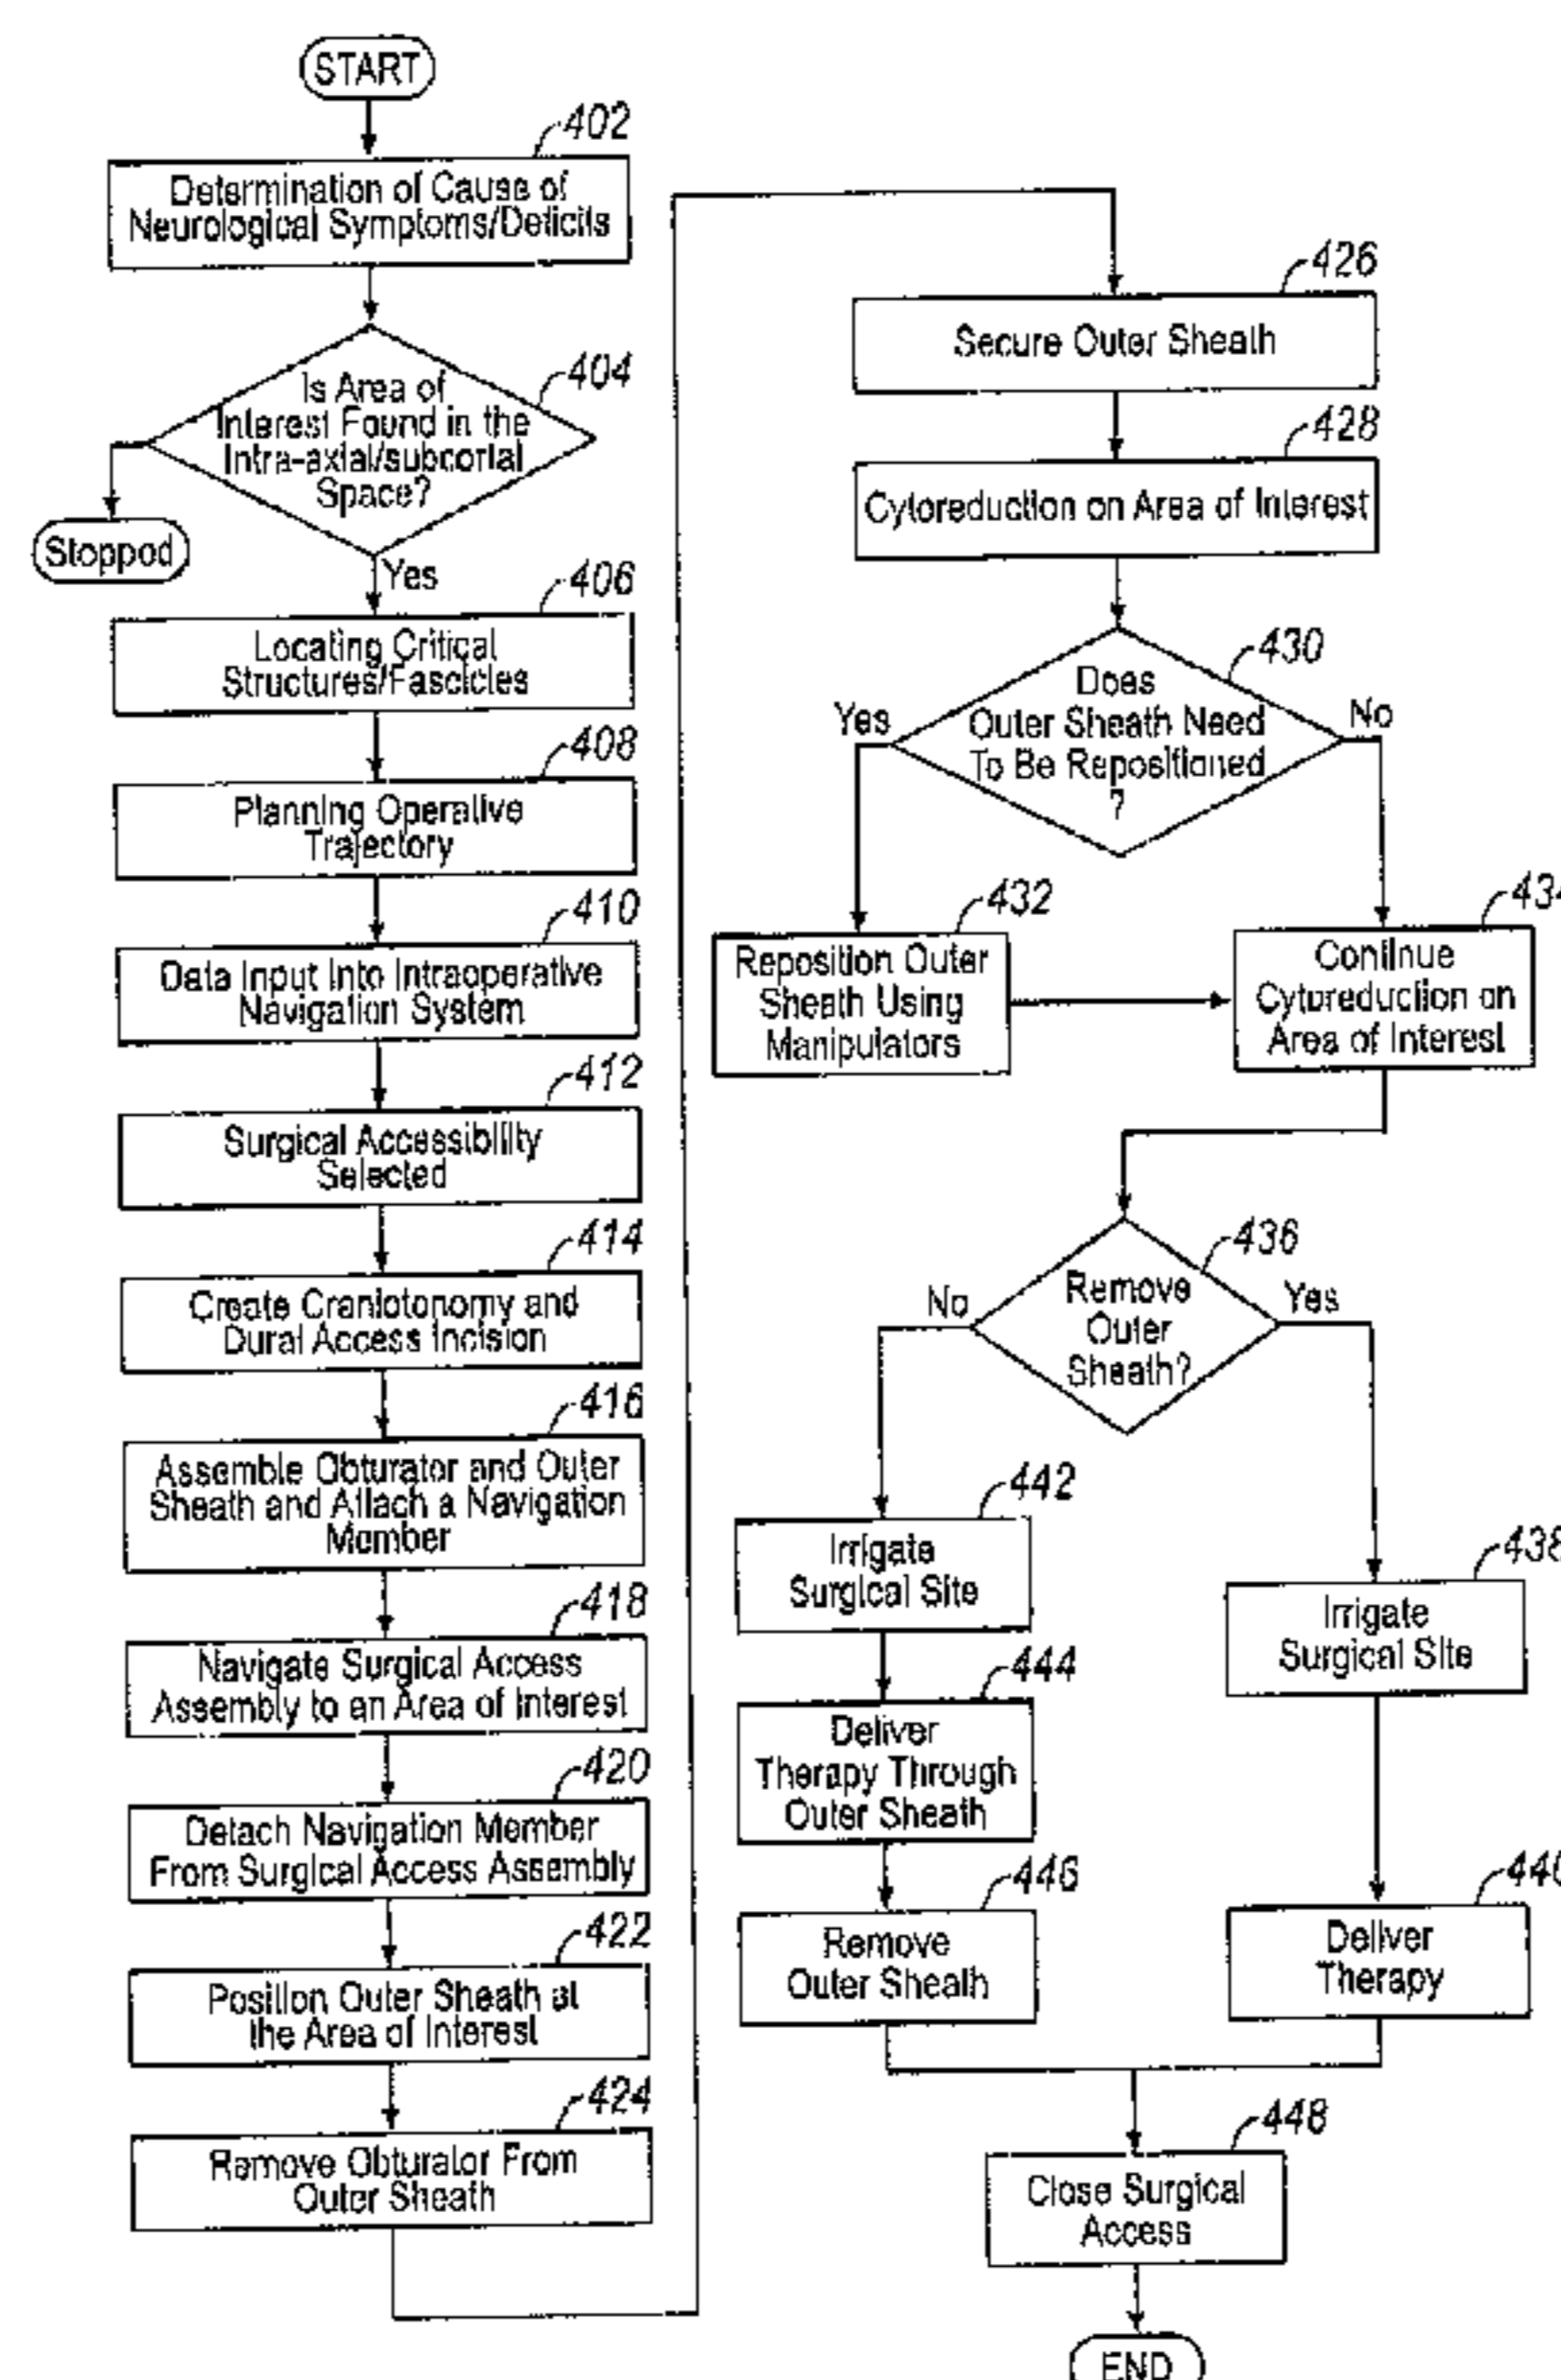 START
402
Determination of Cause of
Neurological Symptoms/Deficits
404
Is Area of
Interest Found in the
Intra-axial/subcortal
Space?
Stopped
Yes
406
Locating Critical
Structures/Fascicles
408
Planning Operative
Trajectory
410
Data Input Into Intraoperative
Navigation System
412
Surgical Accessibility
Selected
414
Create Craniotonomy and
Dural Access Incision
416
Assemble Obturator and Outer
Sheath and Attach a Navigation
Member
418
Navigate Surgical Access
Assembly to an Area of Interest
420
Detach Navigation Member
From Surgical Access Assembly
422
Position Outer Sheath at
the Area of Interest
424
Remove Obturator From
Outer Sheath
426
Secure Outer Sheath
428
Cytoreduction on Area of Interest
430
Does
Outer Sheath Need
To Be Repositioned
?
Yes
No
432
Reposition Outer
Sheath Using
Manipulators
434
Continue
Cytoreduction on
Area of Interest
436
Remove
Outer
Sheath?
No
Yes
442
Irrigate
Surgical Site
444
Deliver
Therapy Through
Outer Sheath
446
Remove
Outer Sheath
438
Irrigate
Surgical Site
440
Deliver
Therapy
448
Close Surgical
Access
END